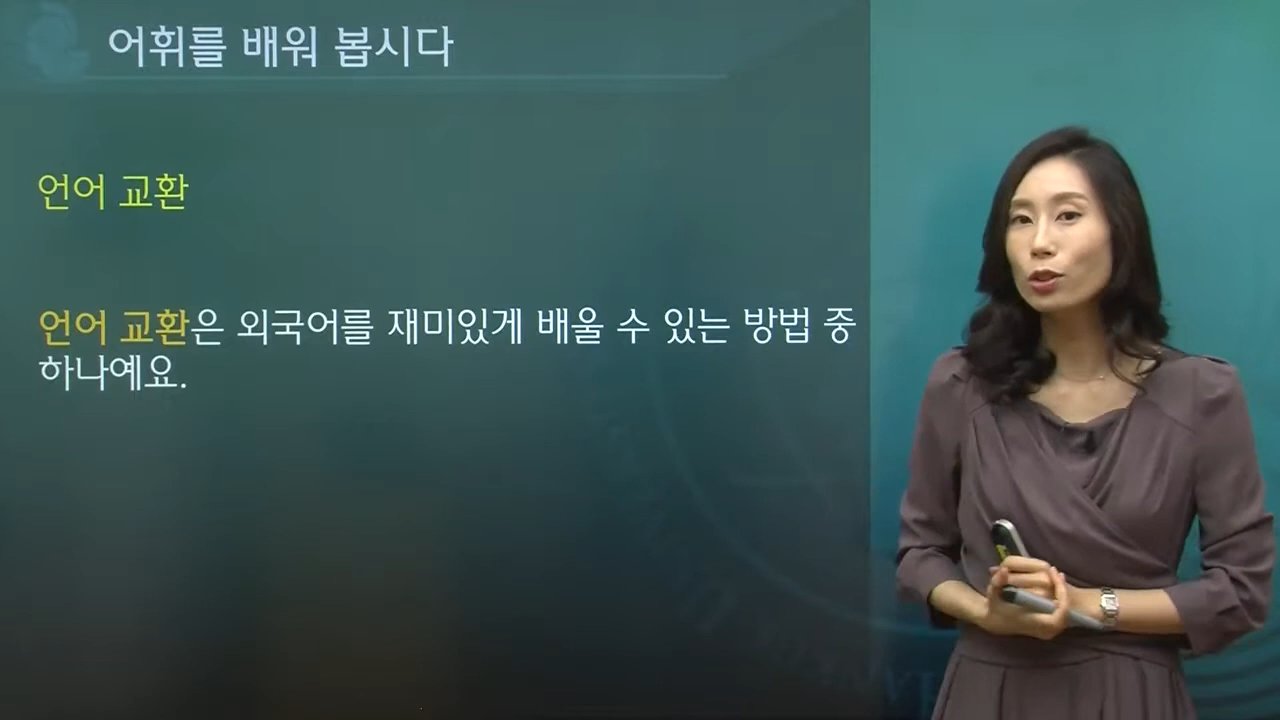 어휘를 배워 봅시다
언어 교환
언어 교환은 외국어를 재미있게 배울 수 있는 방법 중
하나예요.